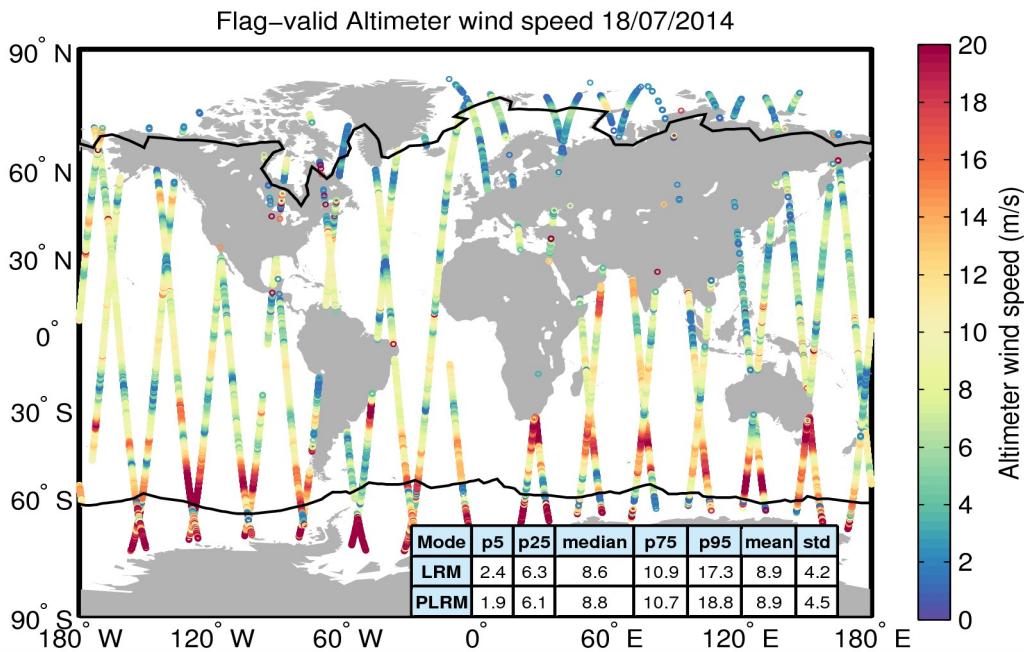 Flag−valid Altimeter wind speed 18/07/2014
90° N
60° N
30° N
0°
30° S
60° S
90° S
180° W
120° W
60° W
0°
60° E
120° E
180° E
Mode p5 p25 median p75 p95 mean std
LRM 2.4 6.3 8.6 10.9 17.3 8.9 4.2
PLRM 1.9 6.1 8.8 10.7 18.8 8.9 4.5
20
18
16
14
12
10
8
6
4
2
0
Altimeter wind speed (m/s)